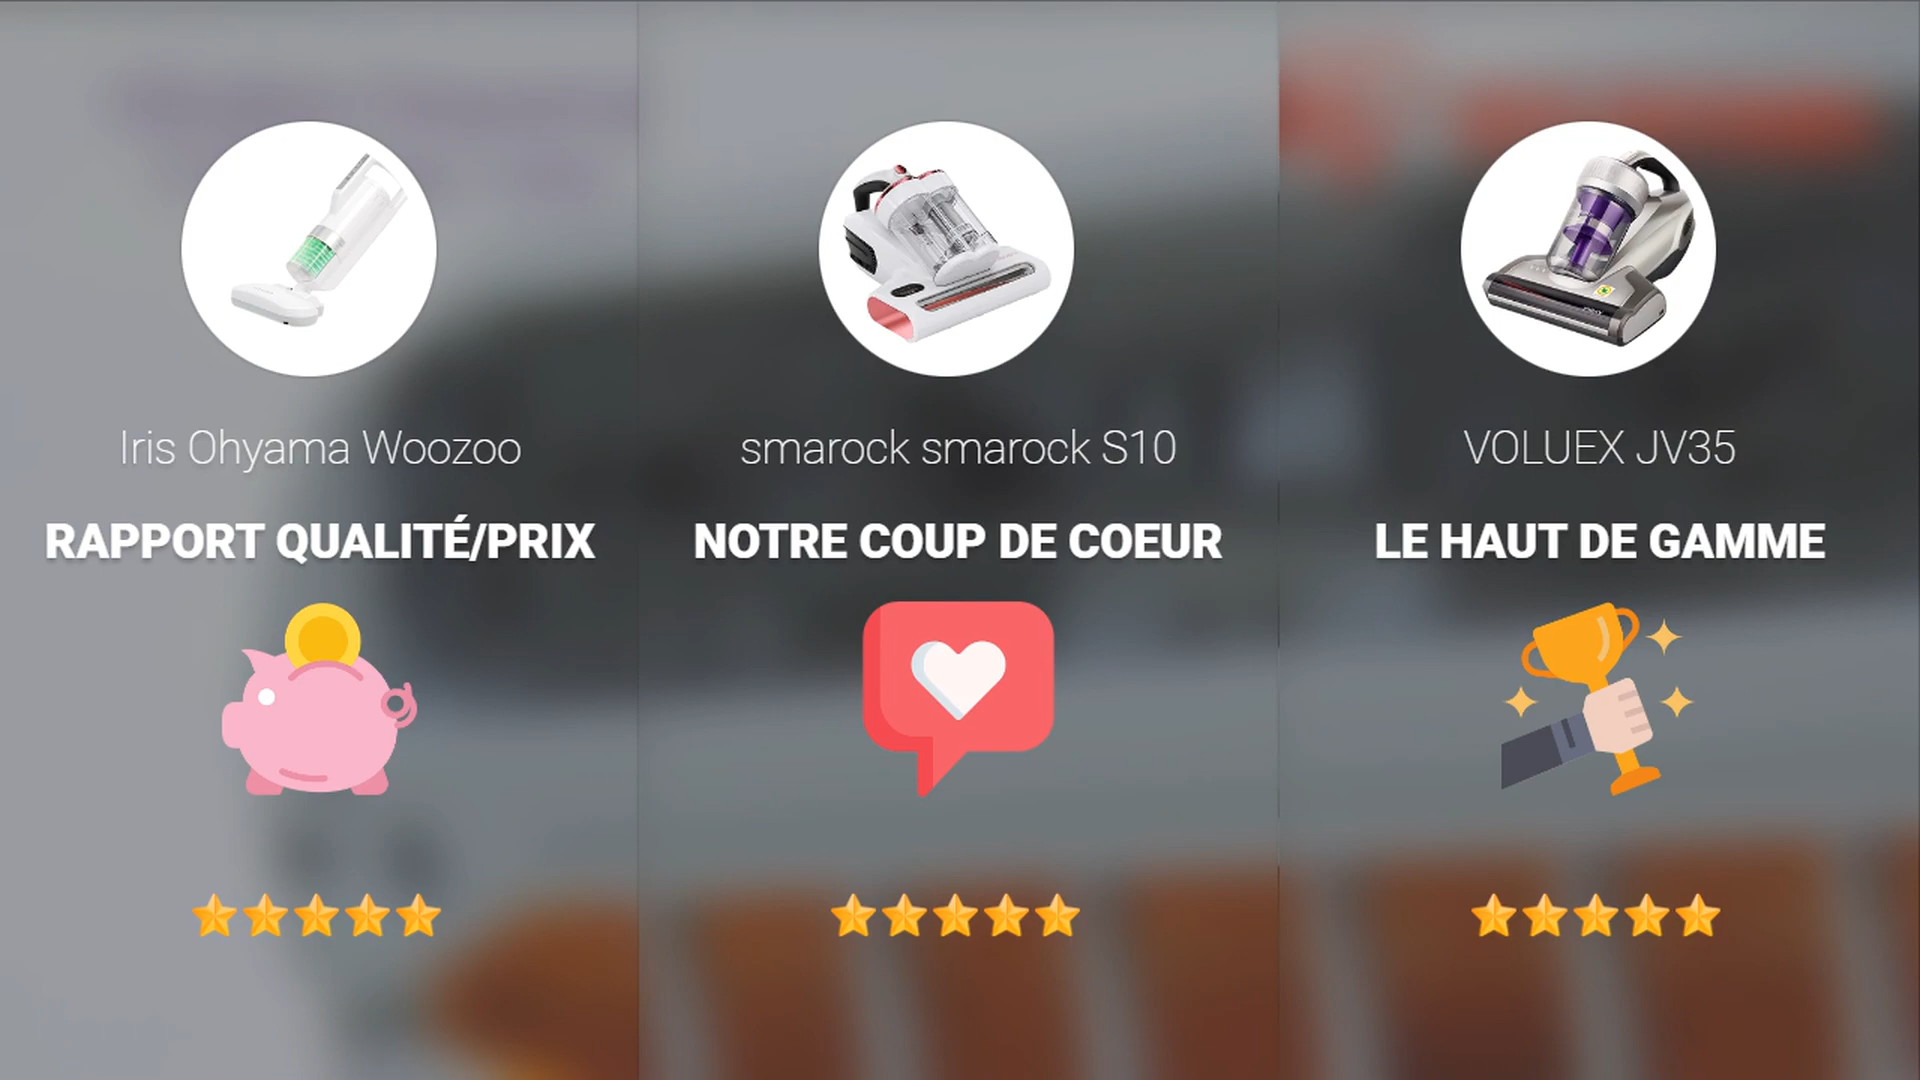 Iris Ohyama Woozoo
RAPPORT QUALITÉ/PRIX
smarock smarock S10
NOTRE COUP DE COEUR
VOLUEX JV35
LE HAUT DE GAMME